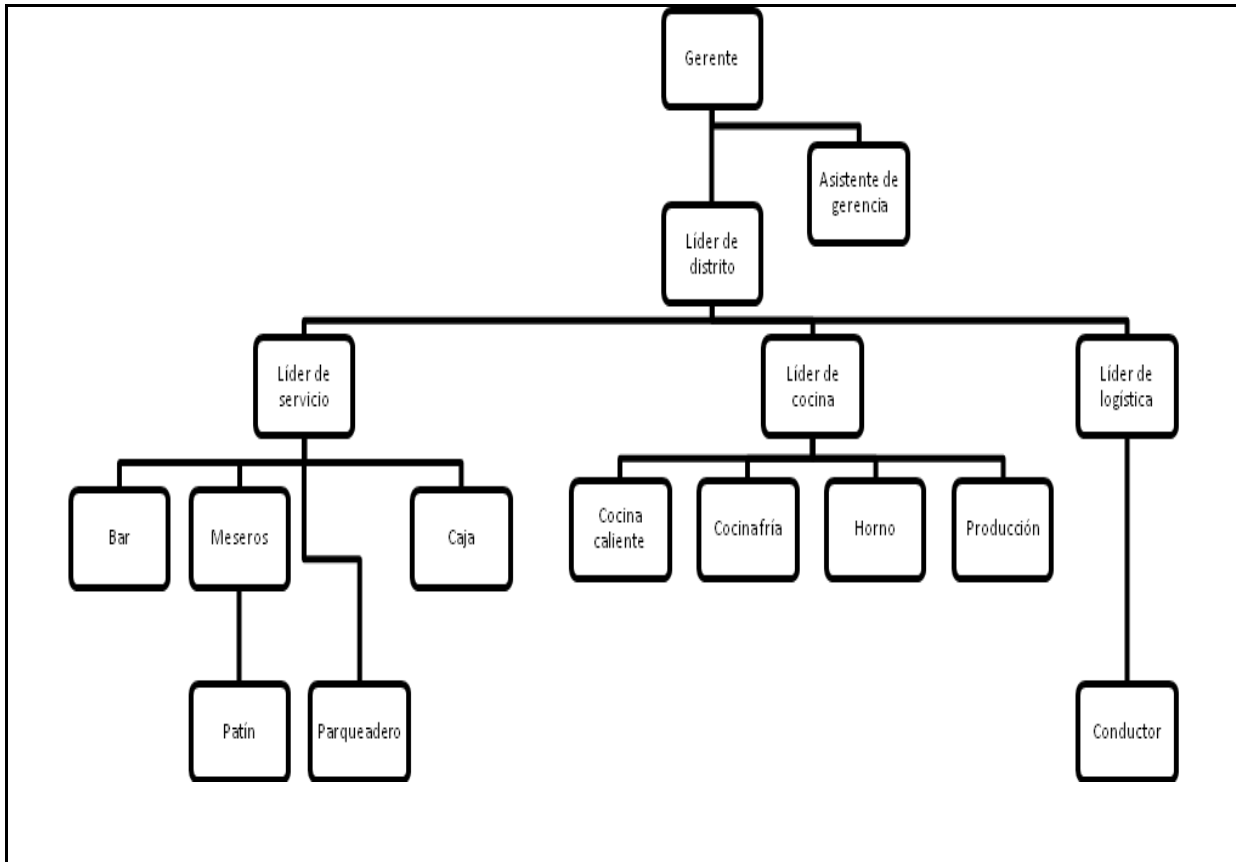 Gerente
Asistente de
gerencia
Líder de
distrito
Líder de
servicio
Líder de
cocina
Líder de
logística
Bar
Meseros
Caja
Cocina
caliente
Cocinafría
Horno
Producción
Patín
Parqueadero
Conductor